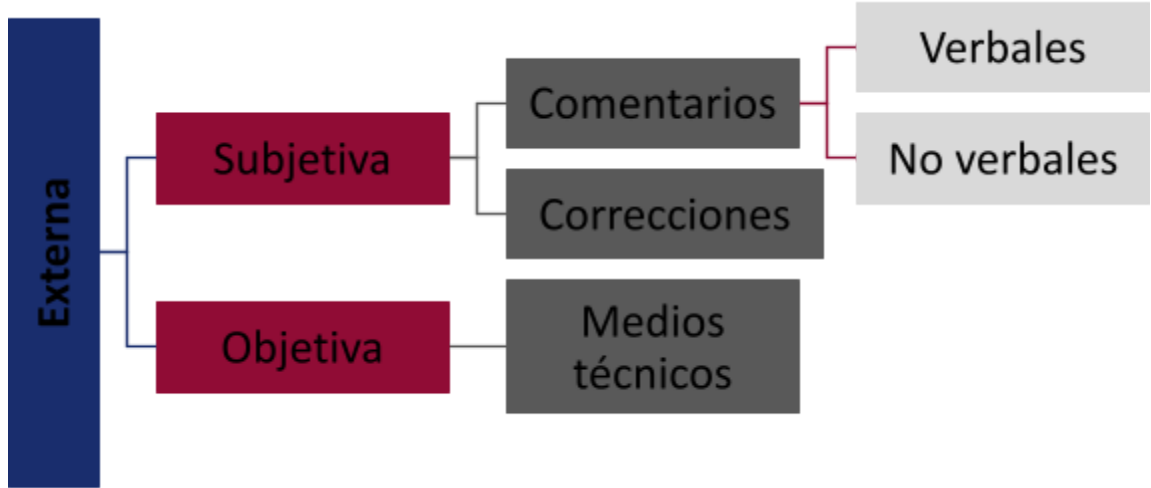 Externa
Subjetiva
Comentarios
Verbales
No verbales
Correcciones
Objetiva
Medios
técnicos